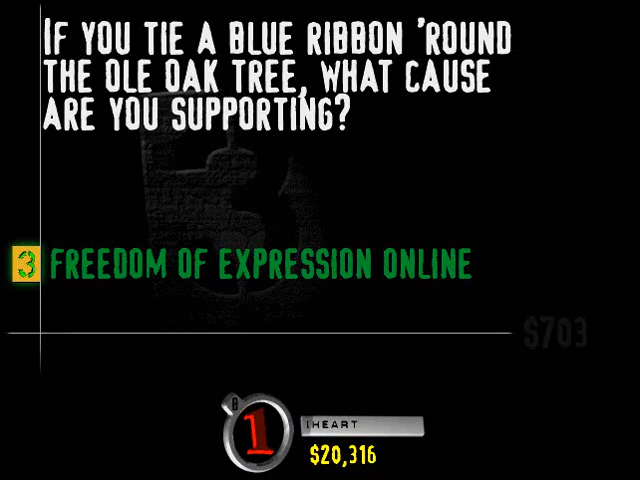 IF YOU TIE A BLUE RIBBON 'ROUND
THE OLE OAK TREE, WHAT CAUSE
ARE YOU SUPPORTING?
3 FREEDOM OF EXPRESSION ONLINE
$703
1 IHEART
$20,316